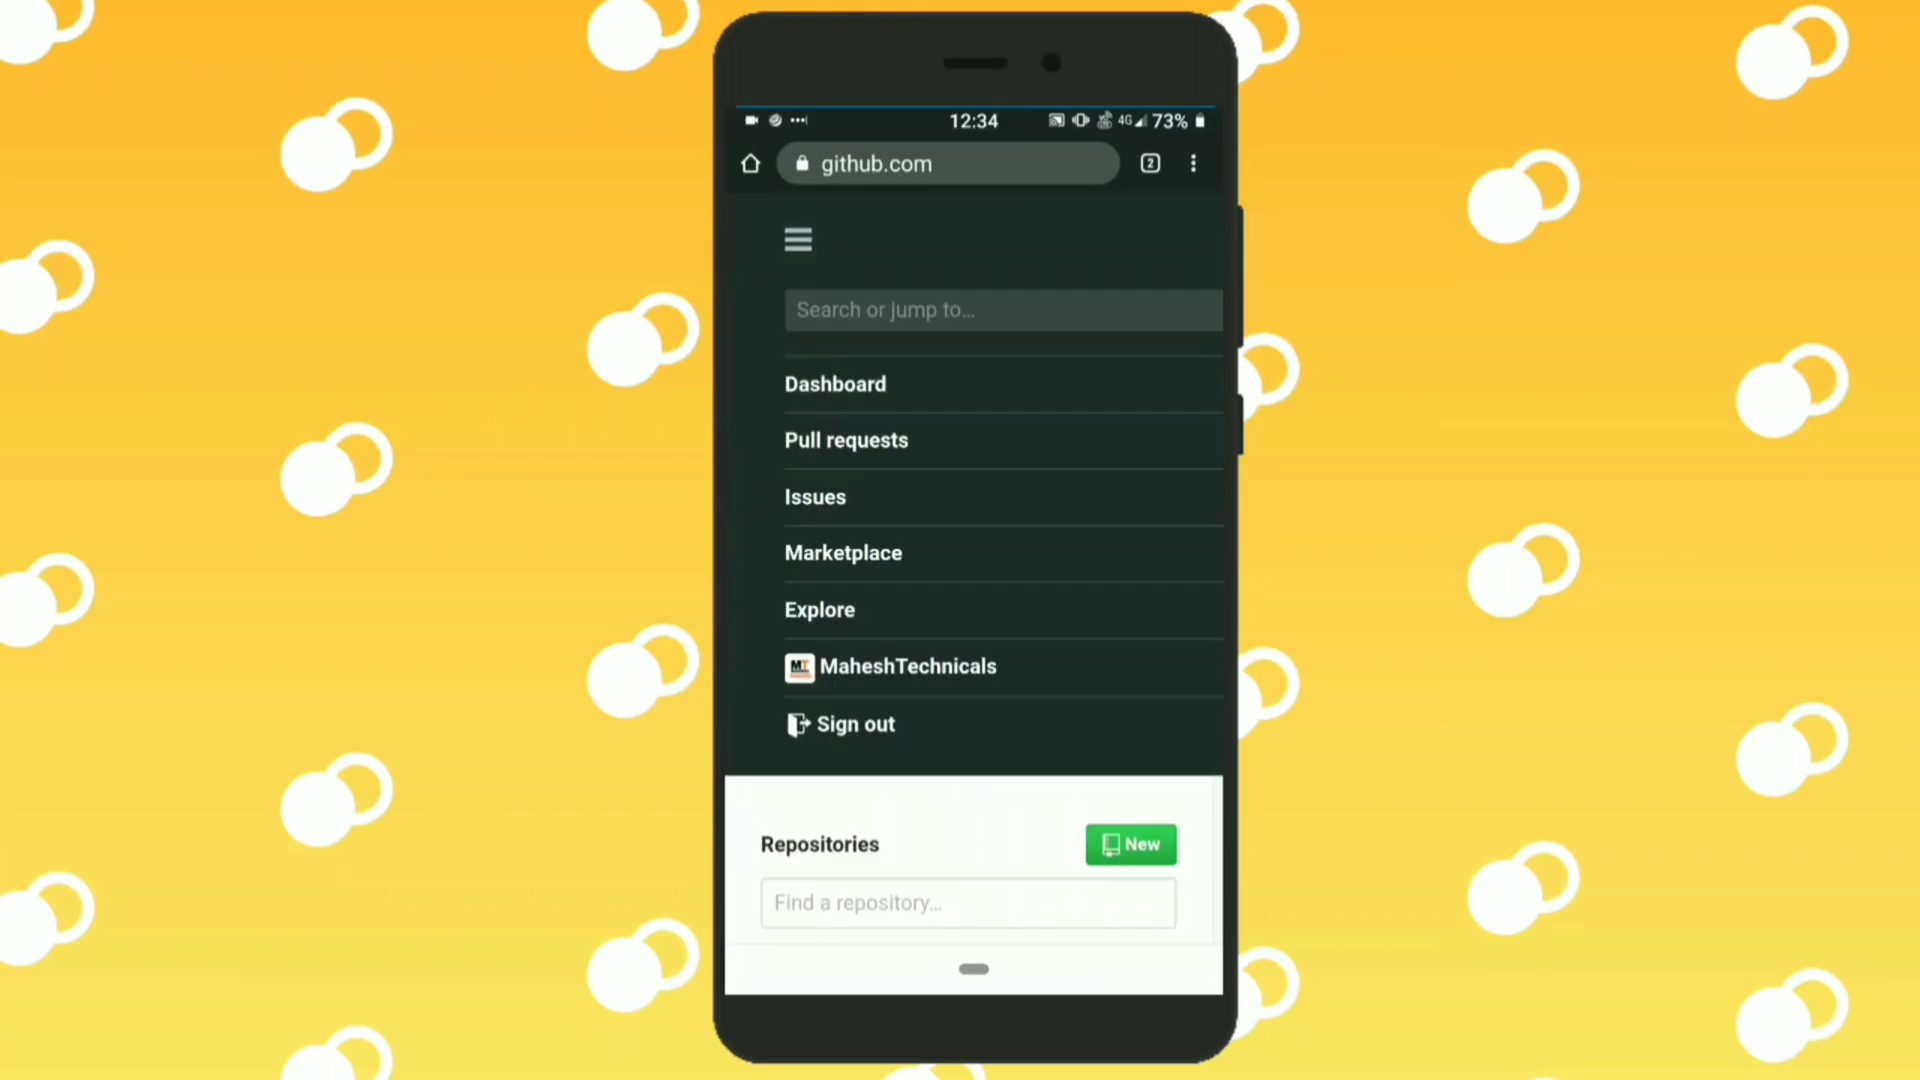 12:34 4G 73%
github.com 2
Search or jump to...
Dashboard
Pull requests
Issues
Marketplace
Explore
MT MaheshTechnicals
Sign out
Repositories New
Find a repository...